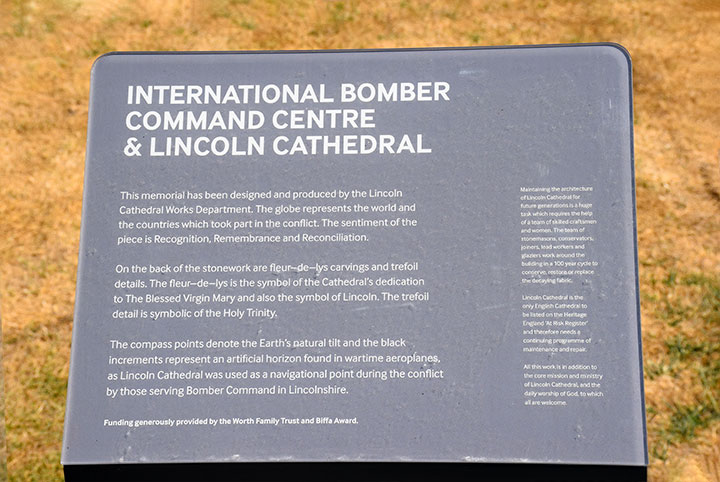 INTERNATIONAL BOMBER
COMMAND CENTRE
& LINCOLN CATHEDRAL
This memorial has been designed and produced by the Lincoln
Cathedral Works Department. The globe represents the world and
the countries which took part in the conflict. The sentiment of the
piece is Recognition, Remembrance and Reconciliation.
On the back of the stonework are fleur-de-lys carvings and trefoil
details. The fleur-de-lys is the symbol of the Cathedral's dedication
to The Blessed Virgin Mary and also the symbol of Lincoln. The trefoil
detail is symbolic of the Holy Trinity.
The compass points denote the Earth's natural tilt and the black
increments represent an artificial horizon found in wartime aeroplanes,
as Lincoln Cathedral was used as a navigational point during the conflict
by those serving Bomber Command in Lincolnshire.
Funding generously provided by the Worth Family Trust and Biffa Award.
Maintaining the architecture
of Lincoln Cathedral for
future generations is a huge
task which requires the help
of a team of skilled craftsmen
and women. The team of
stonemasons, conservators,
joiners, lead workers and
glaziers work around the
building in a 100 year cycle to
conserve, restore or replace
the decaying fabric.
Lincoln Cathedral is the
only English Cathedral to
be listed on the Heritage
England 'At Risk Register'
and therefore needs a
continuing programme of
maintenance and repair.
All this work is in addition to
the core mission and ministry
of Lincoln Cathedral, and the
daily worship of God, to which
all are welcome.